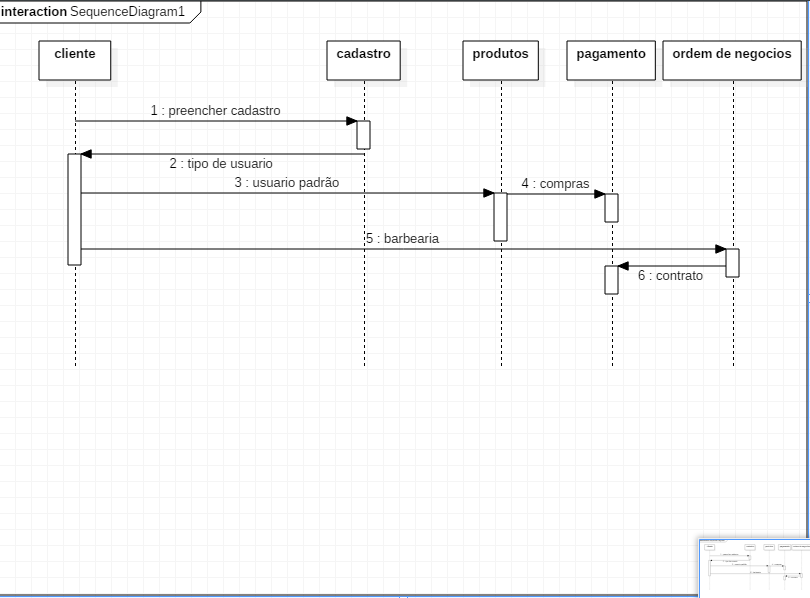 interaction SequenceDiagram1
cliente
cadastro
produtos
pagamento
ordem de negocios
1 : preencher cadastro
2 : tipo de usuario
3 : usuario padrão
4 : compras
5 : barbearia
6 : contrato